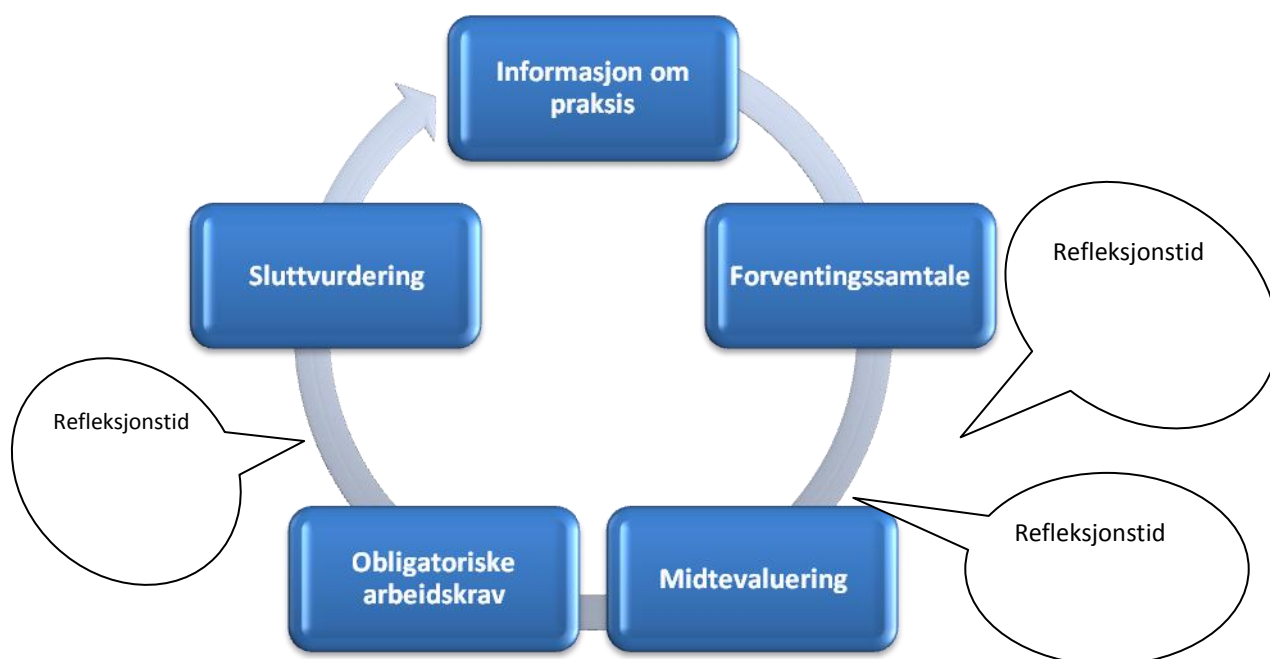 Informasjon om
praksis
Forventingssamtale
Refleksjonstid
Refleksjonstid
Midtevaluering
Obligatoriske
arbeidskrav
Refleksjonstid
Sluttvurdering